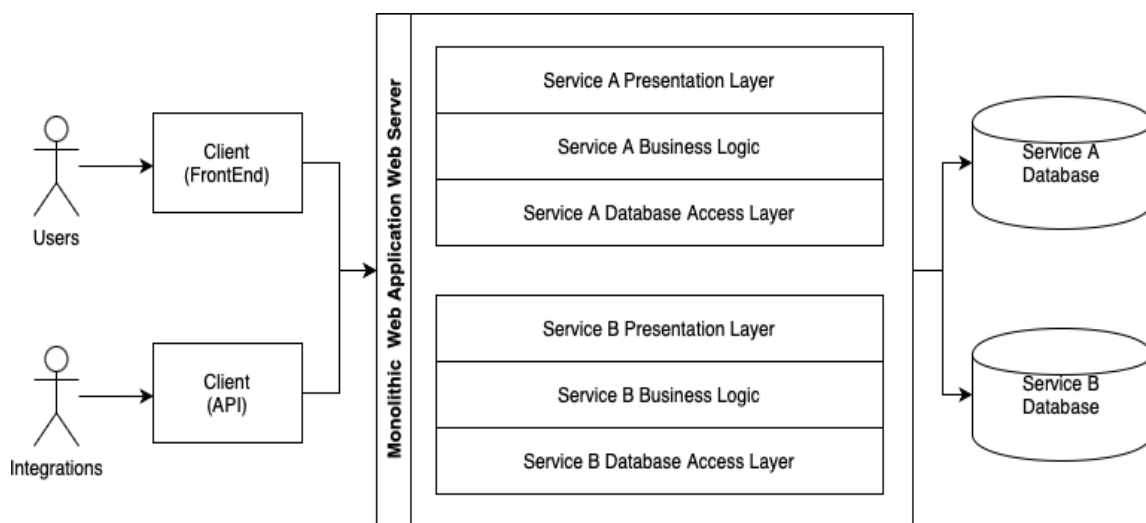 Users
Client
(FrontEnd)
Integrations
Client
(API)
Monolithic  Web Application Web Server
Service A Presentation Layer
Service A Business Logic
Service A Database Access Layer
Service B Presentation Layer
Service B Business Logic
Service B Database Access Layer
Service A
Database
Service B
Database